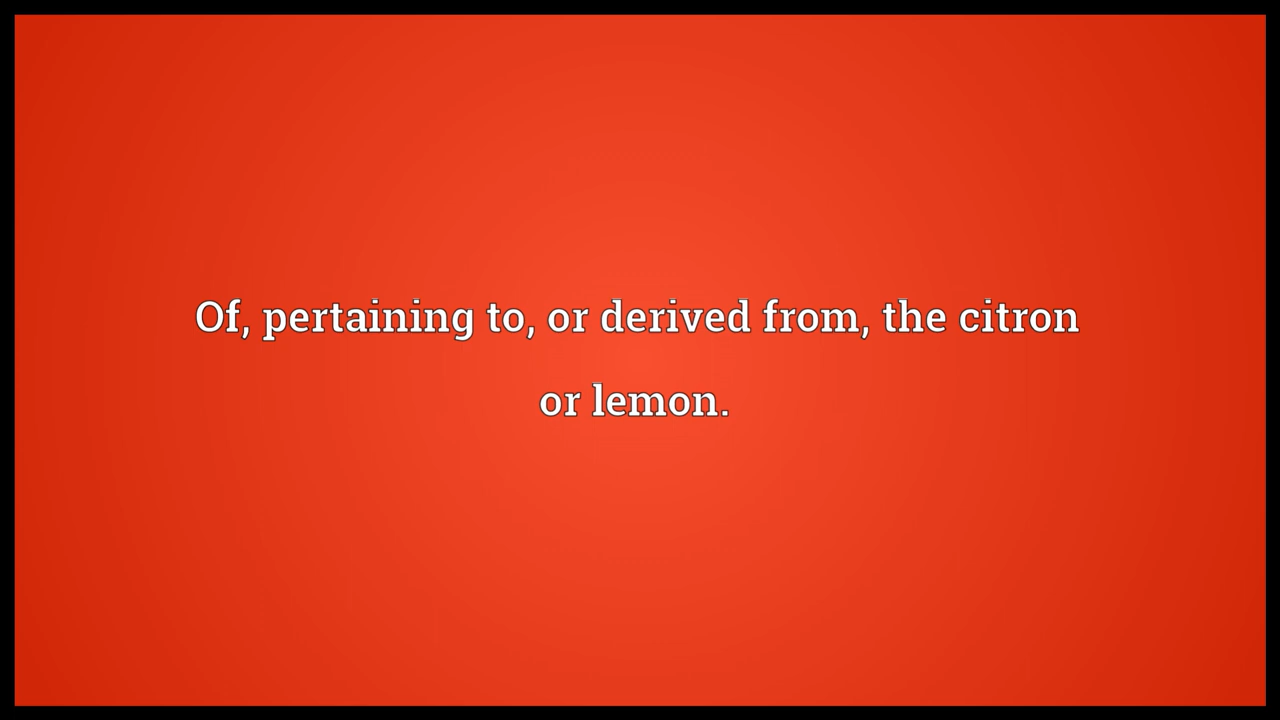 Of, pertaining to, or derived from, the citron
or lemon.